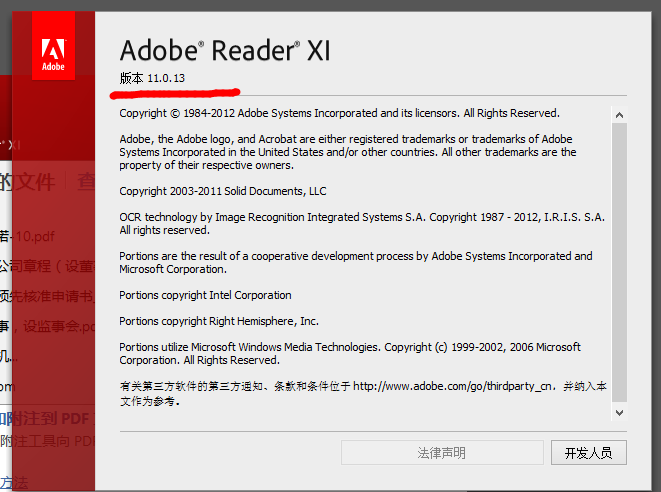 Adobe
Adobe® Reader® XI
版本 11.0.13
Copyright © 1984-2012 Adobe Systems Incorporated and its licensors. All Rights Reserved.
Adobe, the Adobe logo, and Acrobat are either registered trademarks or trademarks of Adobe
Systems Incorporated in the United States and/or other countries. All other trademarks are the
property of their respective owners.
Copyright 2003-2011 Solid Documents, LLC
OCR technology by Image Recognition Integrated Systems S.A. Copyright 1987 - 2012, I.R.I.S. S.A.
All rights reserved.
Portions are the result of a cooperative development process by Adobe Systems Incorporated and
Microsoft Corporation.
Portions copyright Intel Corporation
Portions copyright Right Hemisphere, Inc.
Portions utilize Microsoft Windows Media Technologies. Copyright (c) 1999-2002, 2006 Microsoft
Corporation. All Rights Reserved.
有关第三方软件的第三方通知、条款和条件位于 http://www.adobe.com/go/thirdparty_cn，并纳入本
文作为参考。
法律声明
开发人员
XI
的文件 查
若-10.pdf
公司章程（设董
预先核准申请书
事，设监事会.pd
机...
om
附注到 PDF
附注工具向 PD
方法